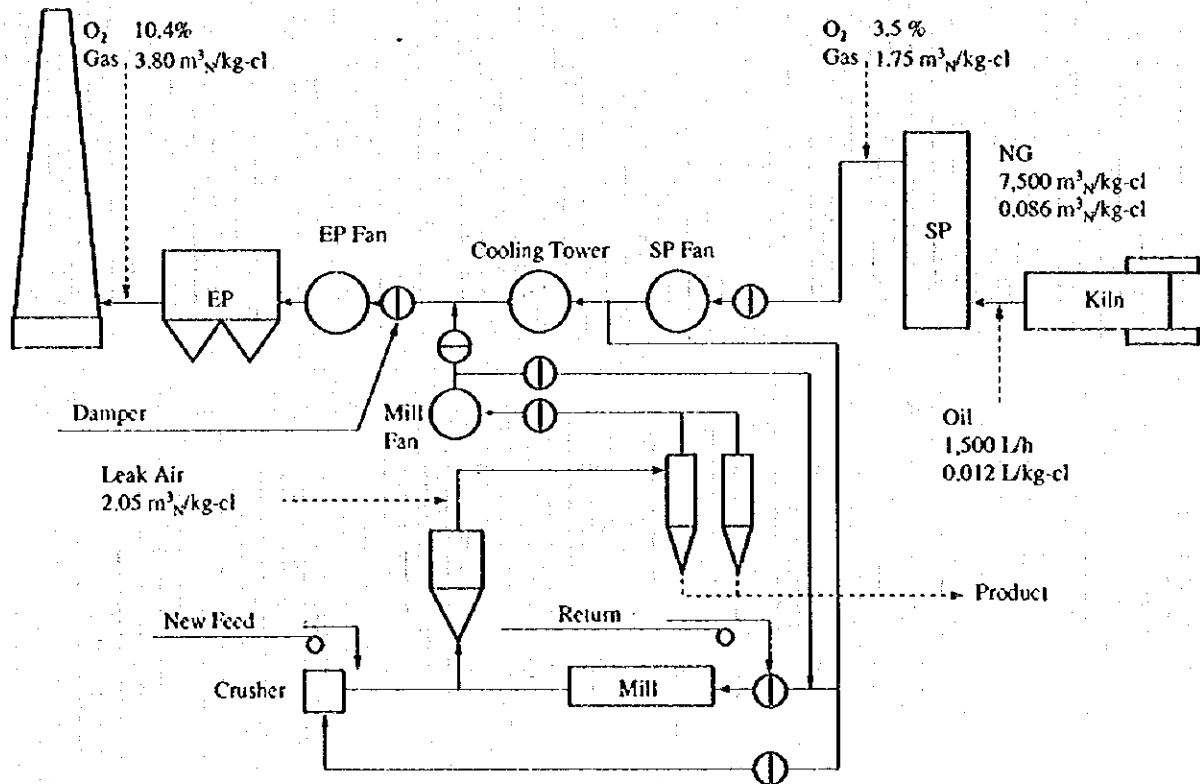 O₂ 10.4%
Gas 3.80 m³N/kg-cl
O₂ 3.5 %
Gas 1.75 m³N/kg-cl
NG
7,500 m³N/kg-cl
0.086 m³N/kg-cl
SP
EP Fan
Cooling Tower
SP Fan
EP
Kiln
Damper
Mill
Fan
Oil
1,500 L/h
0.012 L/kg-cl
Leak Air
2.05 m³N/kg-cl
Product
New Feed
Return
Crusher
Mill